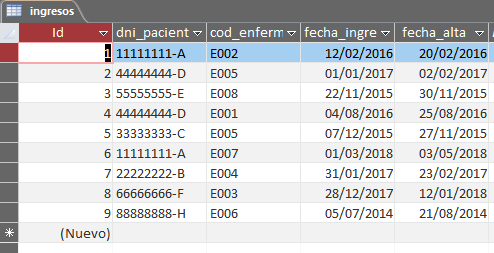 ingresos
Id dni_pacient cod_enferm fecha_ingre fecha_alta
1 11111111-A E002 12/02/2016 20/02/2016
2 44444444-D E005 01/01/2017 02/02/2017
3 55555555-E E008 22/11/2015 30/11/2015
4 44444444-D E001 04/08/2016 25/08/2016
5 33333333-C E005 07/12/2015 27/11/2015
6 11111111-A E007 01/03/2018 03/05/2018
7 22222222-B E004 31/01/2017 23/02/2017
8 66666666-F E003 28/12/2017 12/01/2018
9 88888888-H E006 05/07/2014 21/08/2014
(Nuevo)